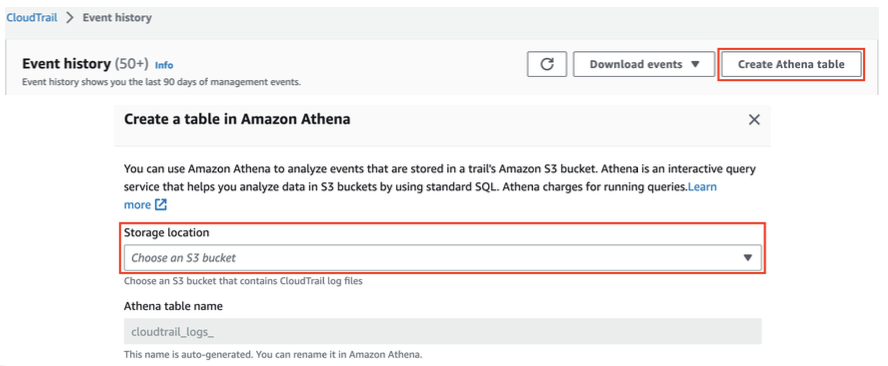 CloudTrail > Event history
Event history (50+) Info
Download events ▼
Create Athena table
Event history shows you the last 90 days of management events.
Create a table in Amazon Athena
You can use Amazon Athena to analyze events that are stored in a trail's Amazon S3 bucket. Athena is an interactive query
service that helps you analyze data in S3 buckets by using standard SQL. Athena charges for running queries.Learn
more
Storage location
Choose an S3 bucket
Choose an S3 bucket that contains CloudTrail log files
Athena table name
cloudtrail_logs_
This name is auto-generated. You can rename it in Amazon Athena.